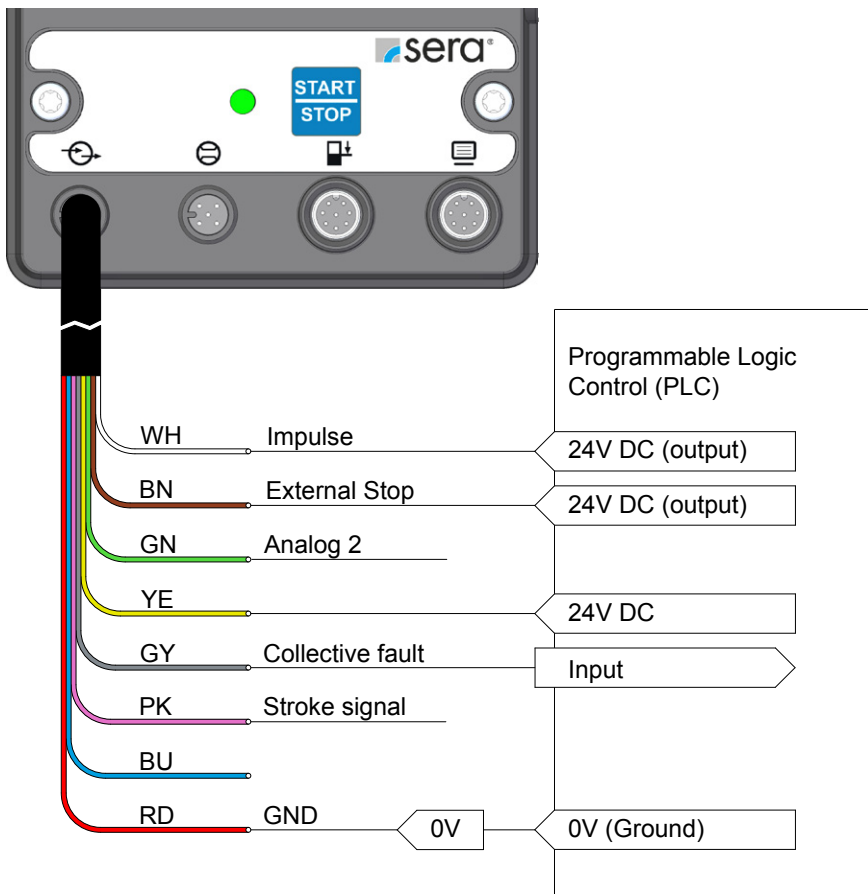 sera®
START
STOP
Programmable Logic
Control (PLC)
WH Impulse 24V DC (output)
BN External Stop 24V DC (output)
GN Analog 2
YE 24V DC
GY Collective fault Input
PK Stroke signal
BU
RD GND 0V 0V (Ground)